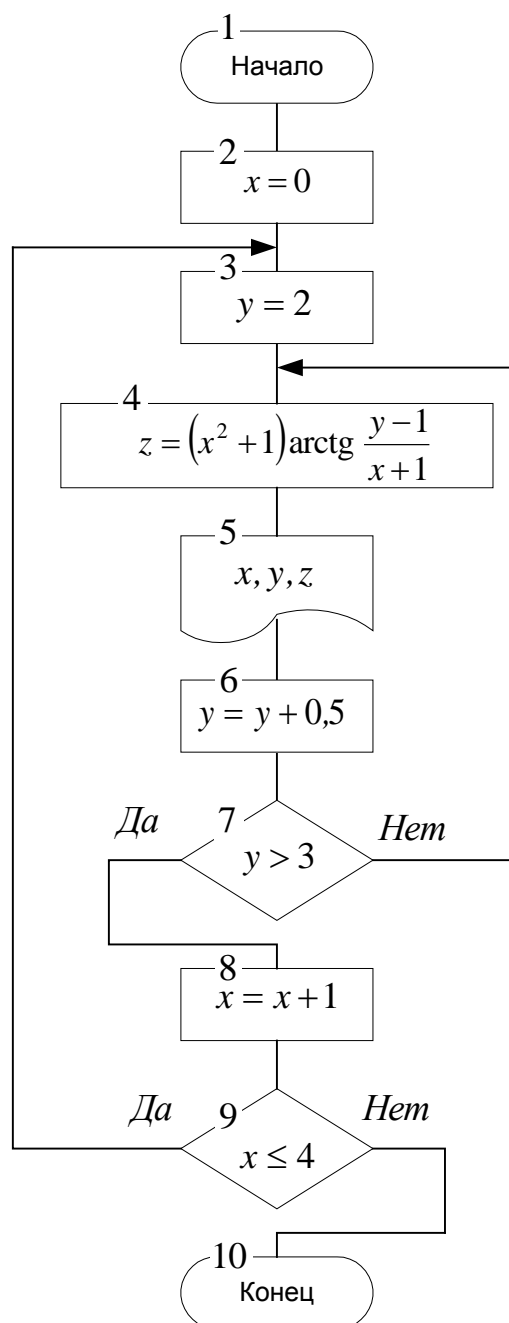 1
Начало
2
x = 0
3
y = 2
4
z = (x² + 1) arctg (y − 1)/(x + 1)
5
x, y, z
6
y = y + 0,5
Да 7 Нет
y > 3
8
x = x + 1
Да 9 Нет
x ≤ 4
10
Конец